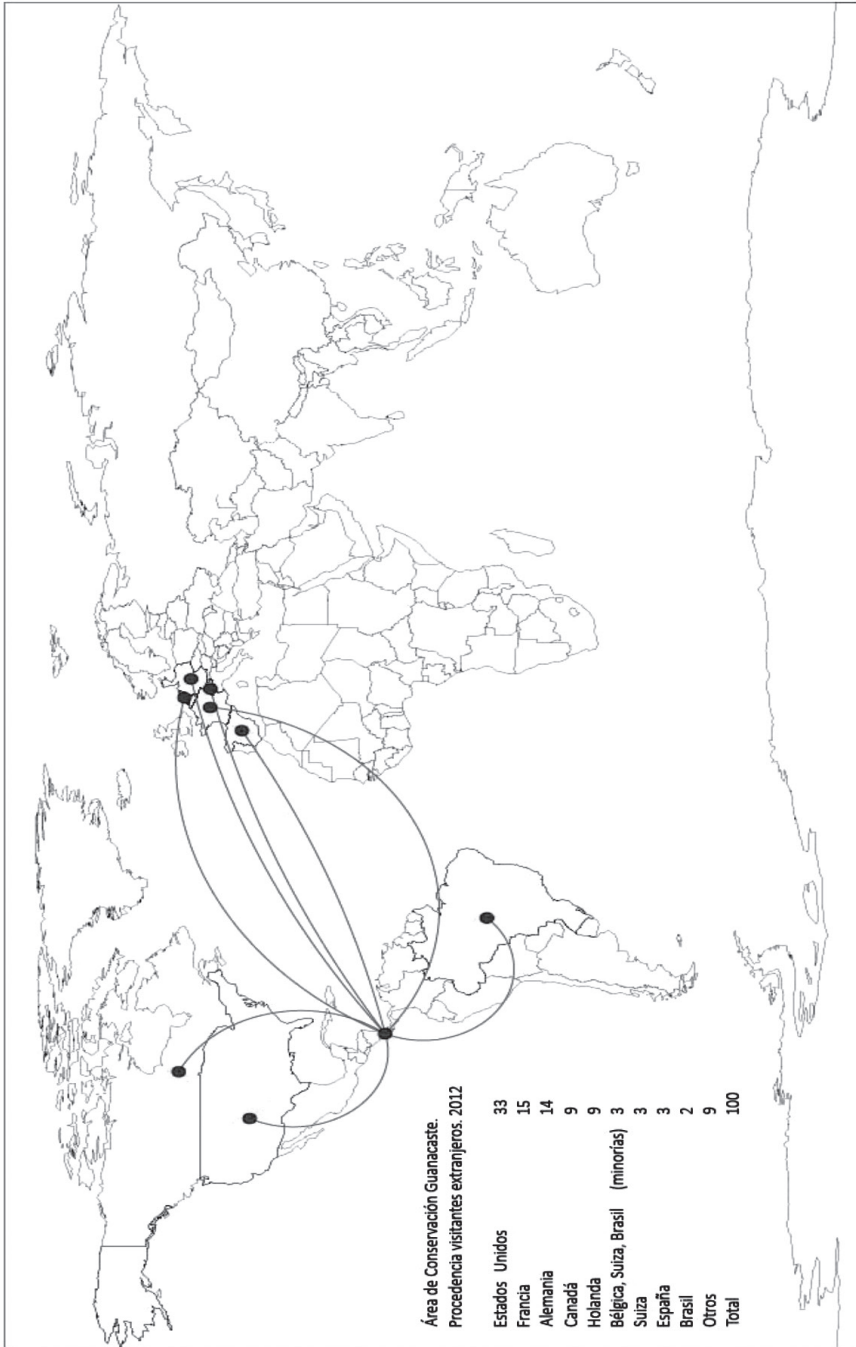 Área de Conservación Guanacaste.
Procedencia visitantes extranjeros. 2012
Estados Unidos 33
Francia 15
Alemania 14
Canadá 9
Holanda 9
Bélgica, Suiza, Brasil (minorías) 3
Suiza 3
España 3
Brasil 2
Otros 9
Total 100